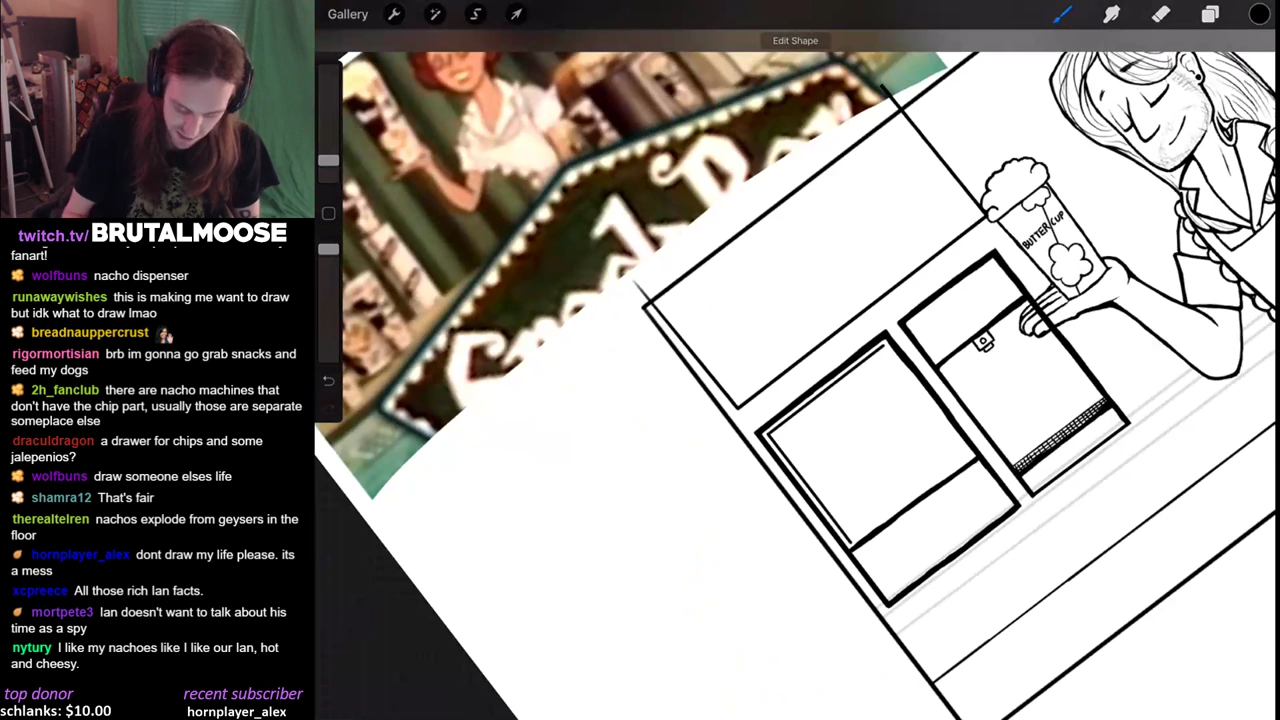 Gallery
Edit Shape
twitch.tv/BRUTALMOOSE
fanart!
wolfbuns nacho dispenser
runawaywishes this is making me want to draw
but idk what to draw lmao
breadnauppercrust
rigormortisian brb im gonna go grab snacks and
feed my dogs
2h_fanclub there are nacho machines that
don't have the chip part, usually those are separate
someplace else
draculdragon a drawer for chips and some
jalepenios?
wolfbuns draw someone elses life
shamra12 That's fair
therealtelren nachos explode from geysers in the
floor
hornplayer_alex dont draw my life please. its
a mess
xcpreece All those rich Ian facts.
mortpete3 Ian doesn't want to talk about his
time as a spy
nytury I like my nachoes like I like our Ian, hot
and cheesy.
top donor
recent subscriber
schlanks: $10.00
hornplayer_alex
BUTTERCUP